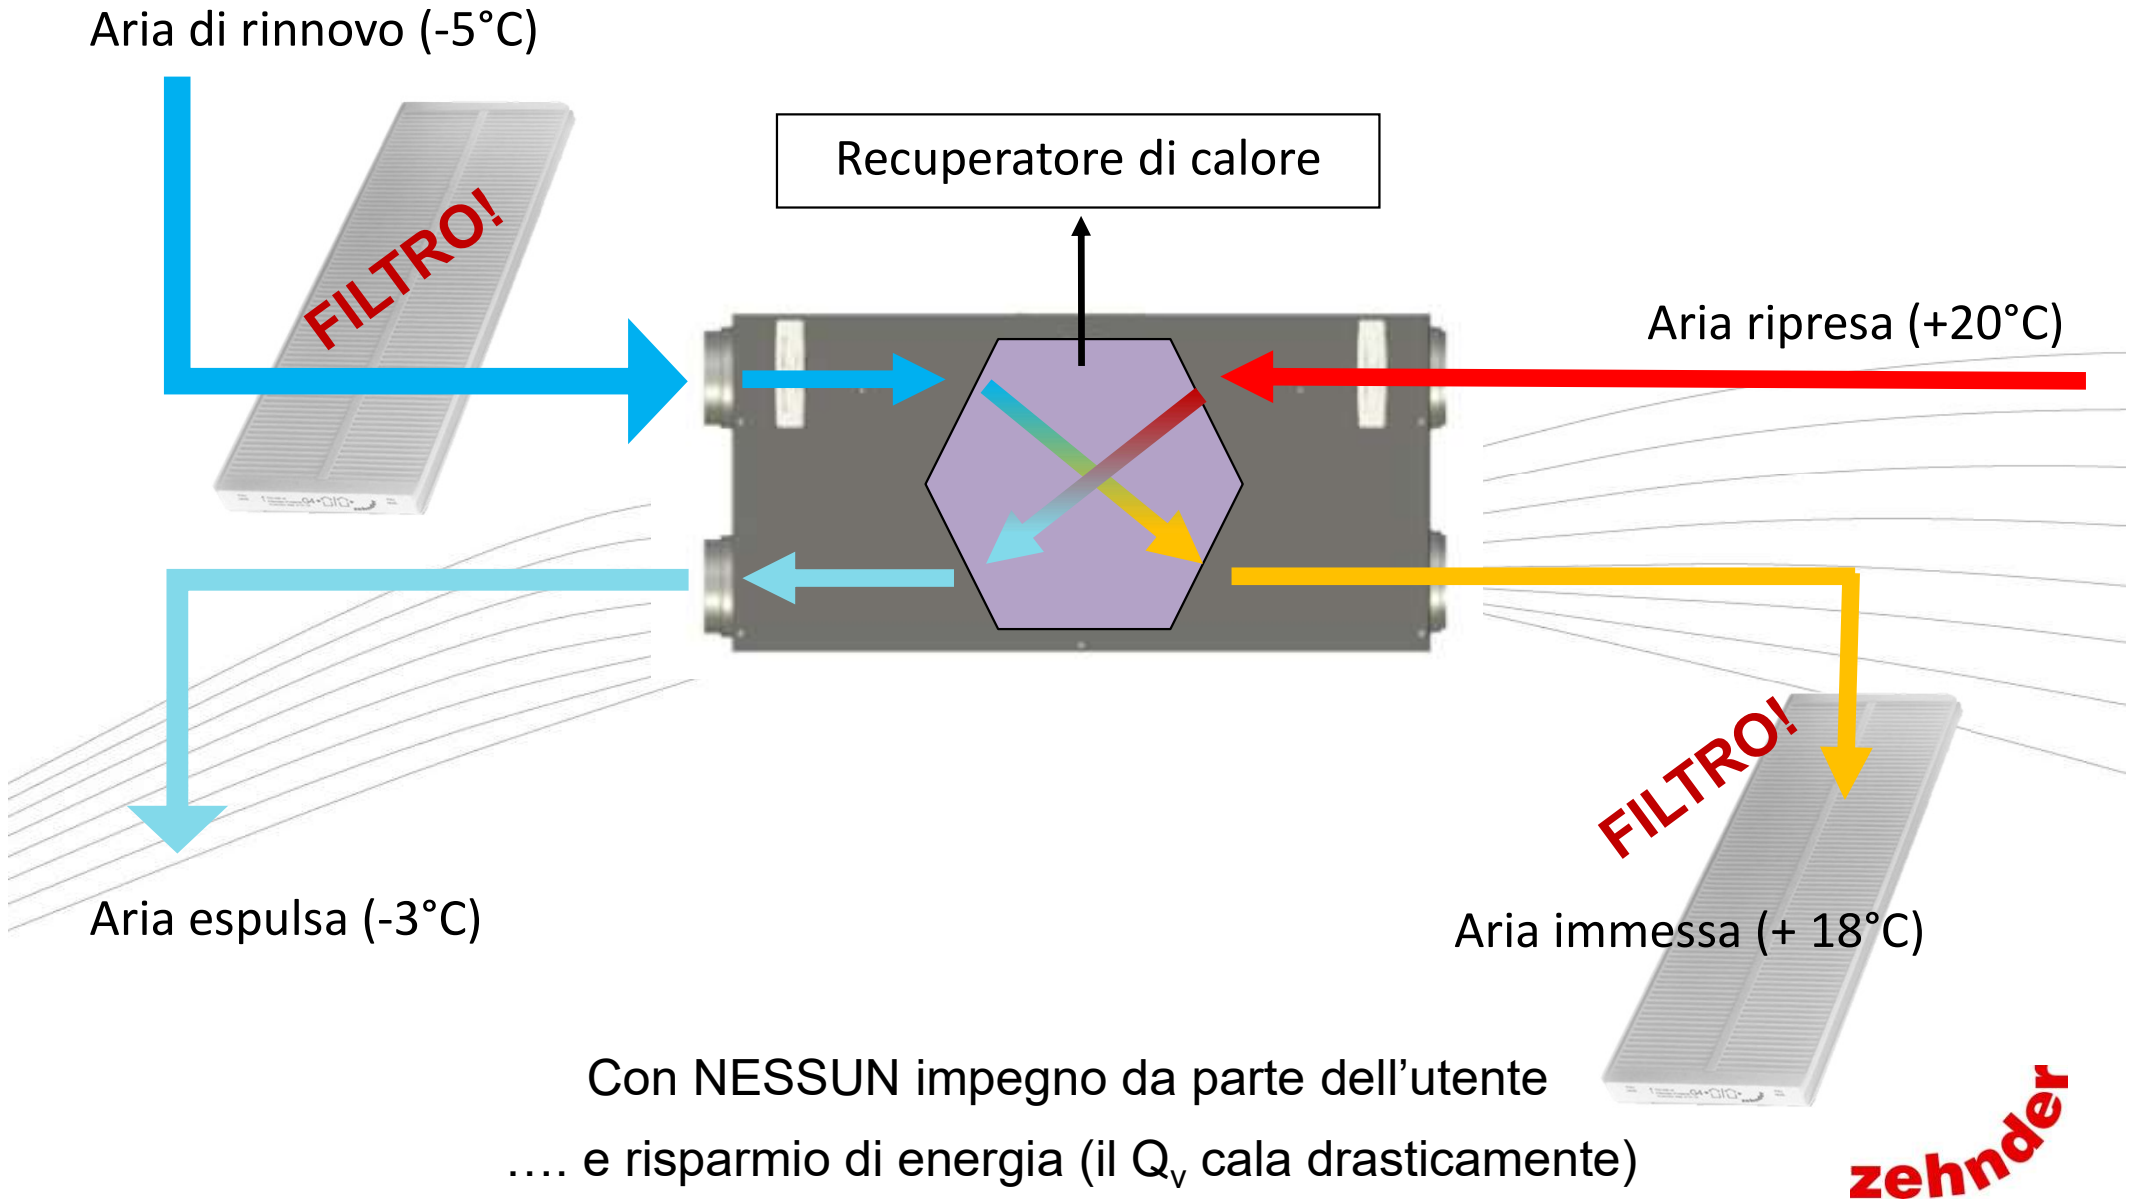 Aria di rinnovo (-5°C)
FILTRO!
Recuperatore di calore
Aria ripresa (+20°C)
FILTRO!
Aria espulsa (-3°C)
Aria immessa (+ 18°C)
Con NESSUN impegno da parte dell’utente
…. e risparmio di energia (il Qv cala drasticamente)
zehnder